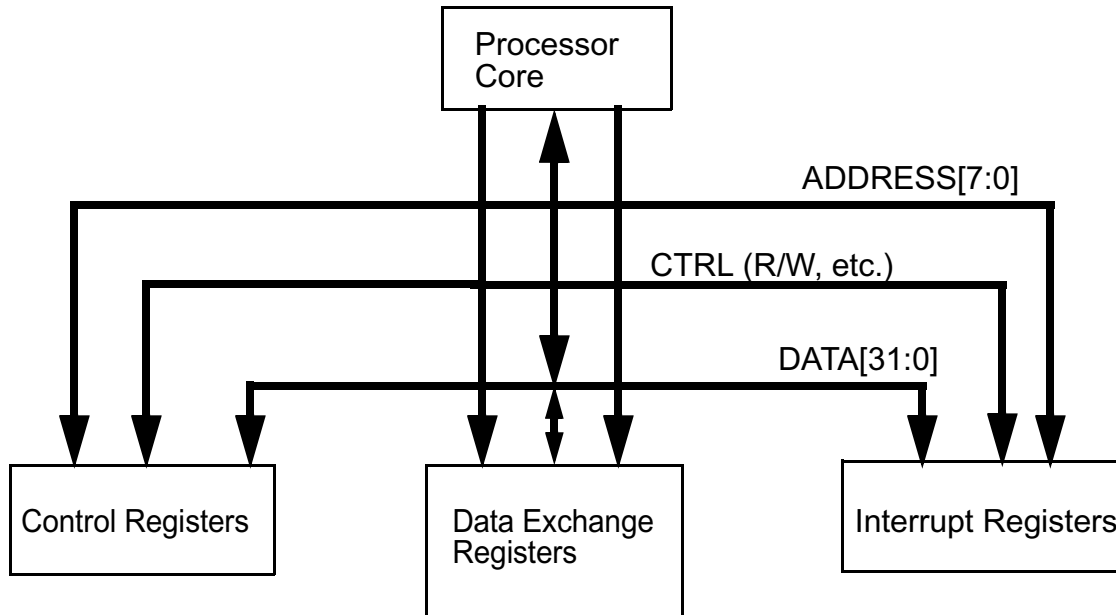 Processor
Core
ADDRESS[7:0]
CTRL (R/W, etc.)
DATA[31:0]
Control Registers
Data Exchange
Registers
Interrupt Registers